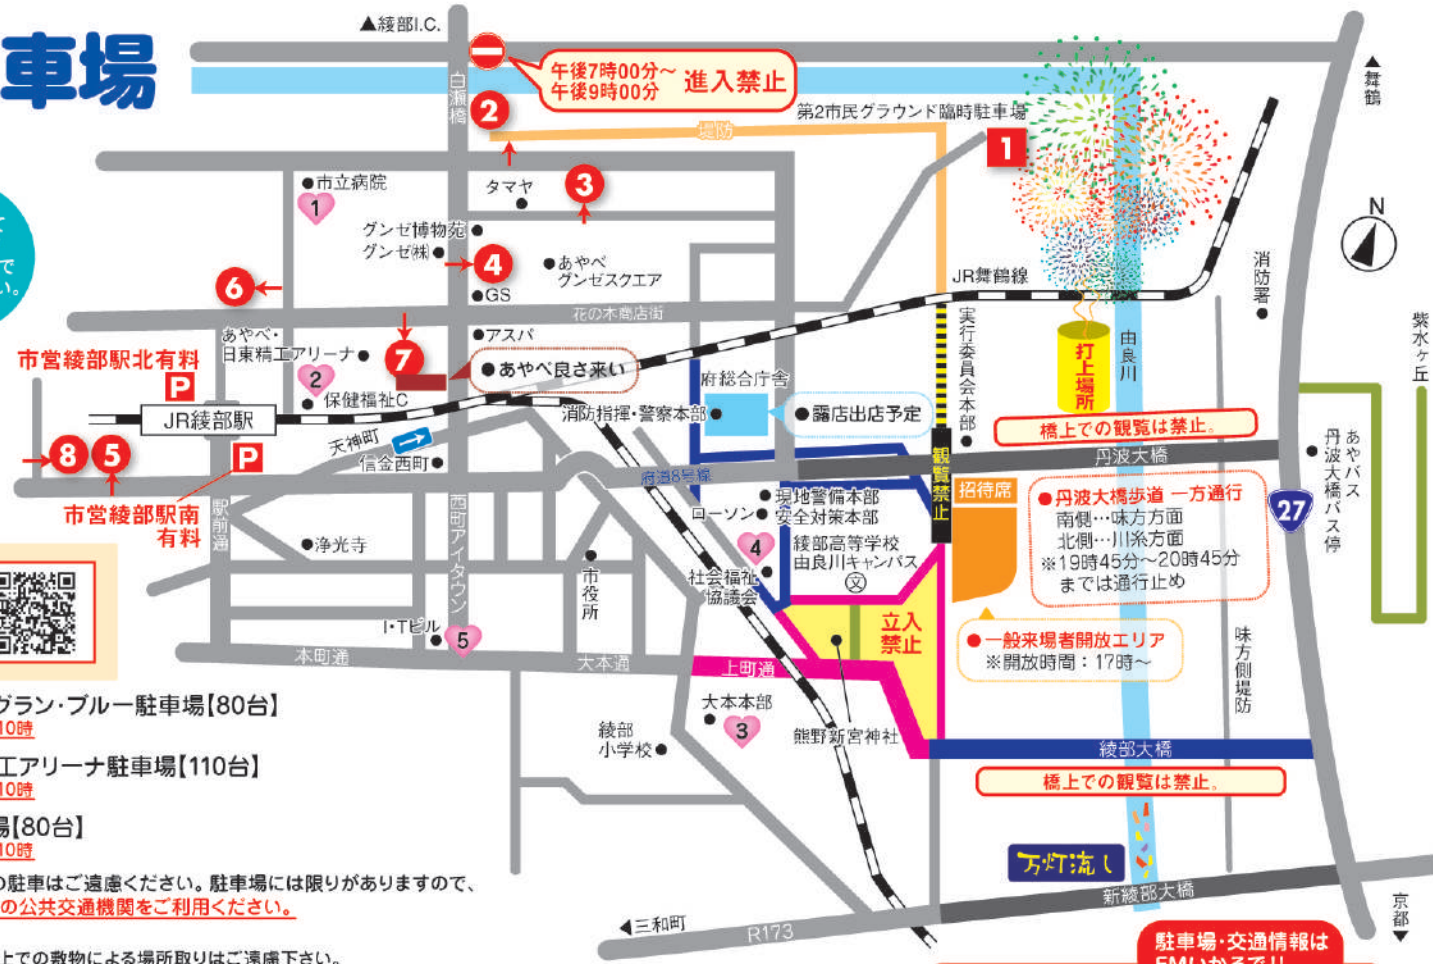 車場
▲綾部I.C.
白瀬橋
午後7時00分～
午後9時00分
進入禁止
2
堤防
第2市民グラウンド臨時駐車場
1
▲舞鶴
N
市立病院
1
タマヤ
3
グンゼ博物苑
グンゼ㈱
4
あやべ
グンゼスクエア
GS
6
花の木商店街
JR舞鶴線
消防署
紫水ヶ丘
て
で
い。
あやべ・
日東精工アリーナ
アスパ
7
あやべ良さ来い
市営綾部駅北有料
P
2
保健福祉C
JR綾部駅
府総合庁舎
消防指揮・警察本部
露店出店予定
実行委員会本部
打上場所
由良川
橋上での観覧は禁止。
丹波大橋
あやバス
丹波大橋バス停
8
5
P
天神町
信金西町
府道8号線
観覧禁止
招待席
市営綾部駅南
有料
駅前通
西町アイタウン
浄光寺
市役所
ローソン
現地警備本部
安全対策本部
4
綾部高等学校
由良川キャンパス
文
社会福祉
協議会
丹波大橋歩道 一方通行
南側…味方方面
北側…川糸方面
※19時45分～20時45分
までは通行止め
27
立入
禁止
一般来場者開放エリア
※開放時間：17時～
味方側堤防
I・Tビル
5
本町通
大本通
上町通
大本本部
3
熊野新宮神社
綾部
小学校
綾部大橋
橋上での観覧は禁止。
万灯流し
新綾部大橋
◀三和町
R173
京都▼
グラン・ブルー駐車場【80台】
10時
工アリーナ駐車場【110台】
10時
場【80台】
10時
の駐車はご遠慮ください。駐車場には限りがありますので、
の公共交通機関をご利用ください。
上での敷物による場所取りはご遠慮下さい。
駐車場・交通情報は